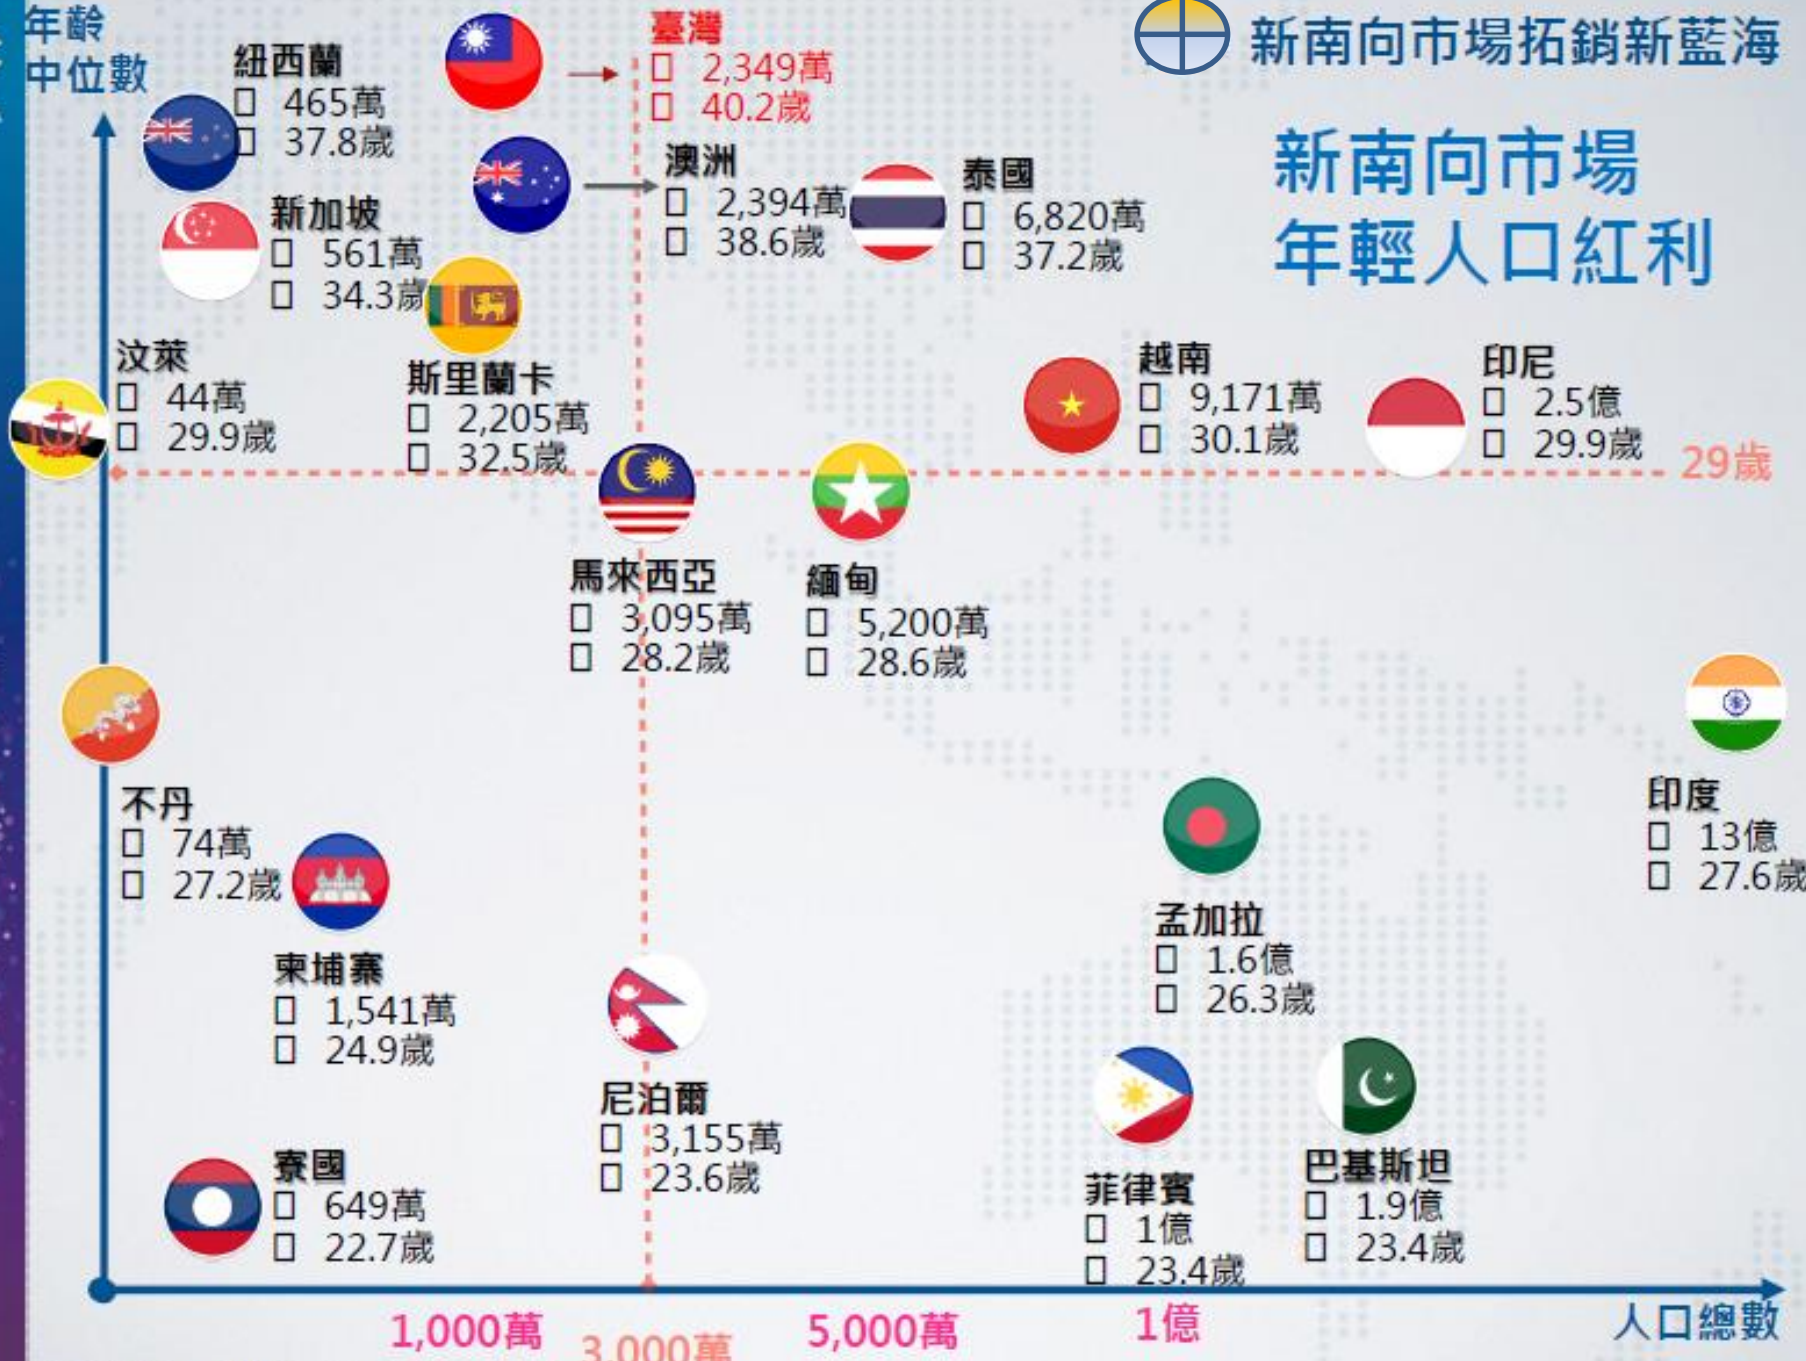 年齡
中位數
新南向市場拓銷新藍海
新南向市場
年輕人口紅利
紐西蘭
465萬
37.8歲
臺灣
2,349萬
40.2歲
澳洲
2,394萬
38.6歲
泰國
6,820萬
37.2歲
新加坡
561萬
34.3歲
汶萊
44萬
29.9歲
斯里蘭卡
2,205萬
32.5歲
越南
9,171萬
30.1歲
印尼
2.5億
29.9歲
29歲
馬來西亞
3,095萬
28.2歲
緬甸
5,200萬
28.6歲
不丹
74萬
27.2歲
印度
13億
27.6歲
柬埔寨
1,541萬
24.9歲
孟加拉
1.6億
26.3歲
尼泊爾
3,155萬
23.6歲
寮國
649萬
22.7歲
菲律賓
1億
23.4歲
巴基斯坦
1.9億
23.4歲
1,000萬
3,000萬
5,000萬
1億
人口總數